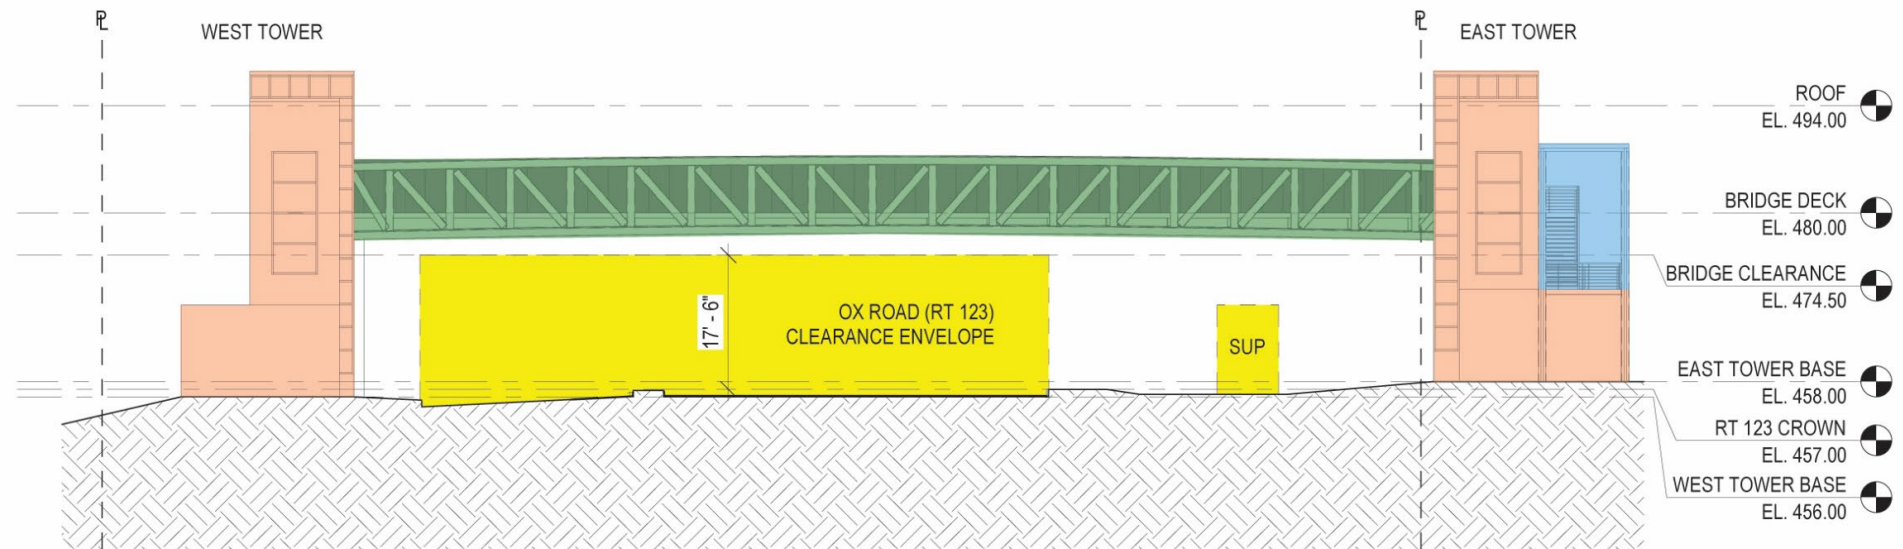 PL
WEST TOWER
PL
EAST TOWER
ROOF
EL. 494.00
BRIDGE DECK
EL. 480.00
BRIDGE CLEARANCE
EL. 474.50
17' - 6"
OX ROAD (RT 123)
CLEARANCE ENVELOPE
SUP
EAST TOWER BASE
EL. 458.00
RT 123 CROWN
EL. 457.00
WEST TOWER BASE
EL. 456.00